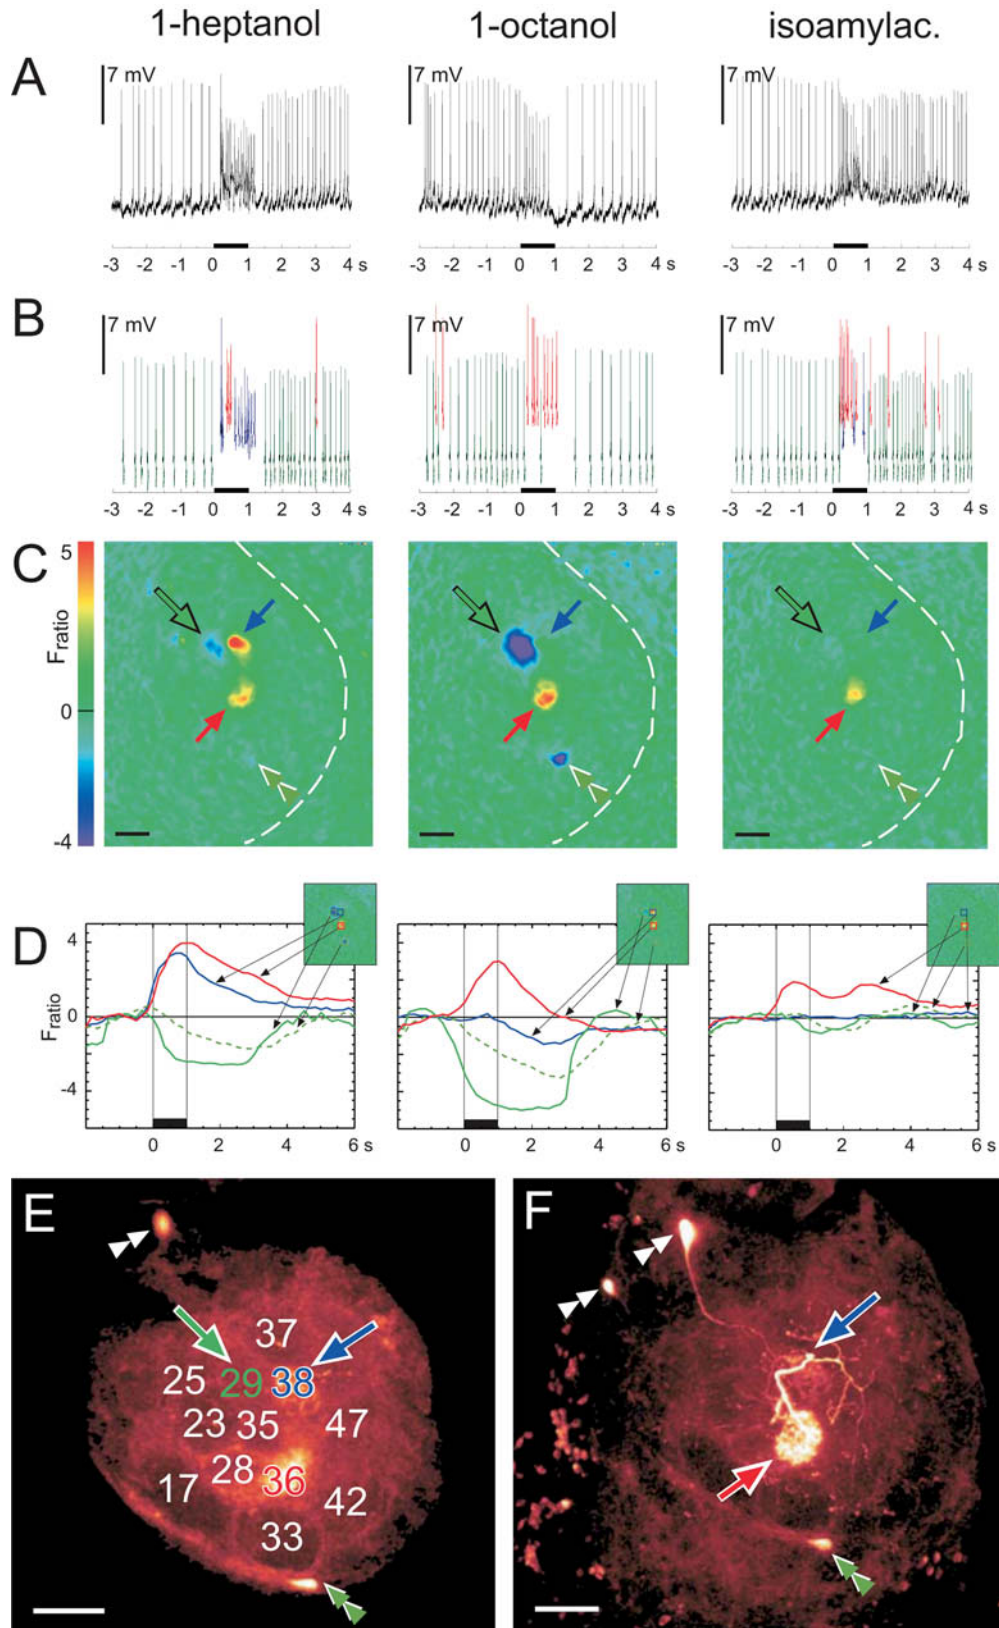 1-heptanol 1-octanol isoamylac.
A
7 mV 7 mV 7 mV
-3 -2 -1 0 1 2 3 4 s -3 -2 -1 0 1 2 3 4 s -3 -2 -1 0 1 2 3 4 s
B
7 mV 7 mV 7 mV
-3 -2 -1 0 1 2 3 4 s -3 -2 -1 0 1 2 3 4 s -3 -2 -1 0 1 2 3 4 s
C
5
Fratio
0
-4
D
4
Fratio
0
-4
0 2 4 6 s 0 2 4 6 s 0 2 4 6 s
E F
37
25 29 38
23 35 47
28 36
17 42
33